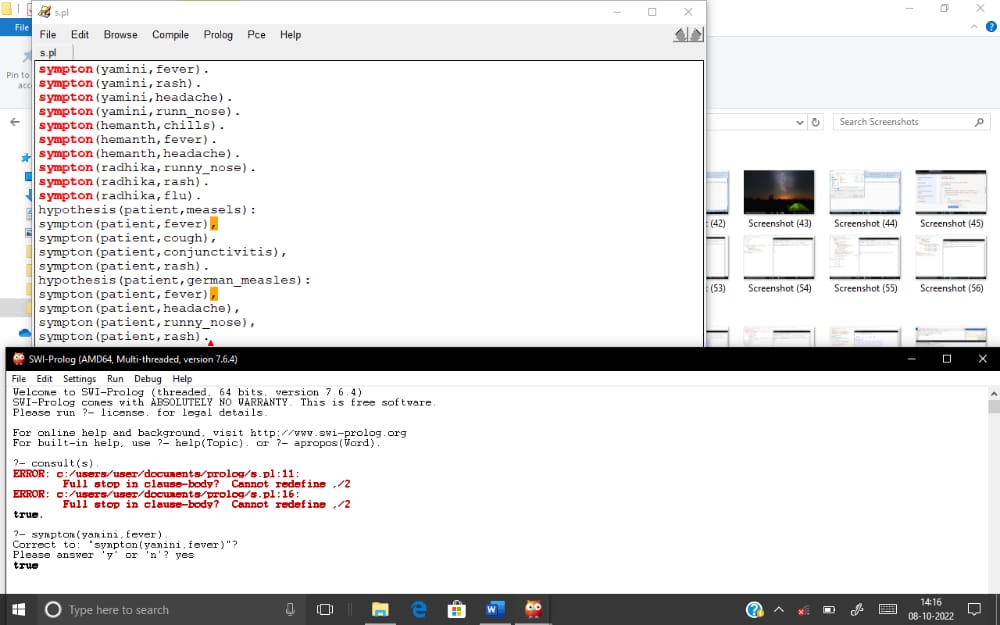 s.pl
File Edit Browse Compile Prolog Pce Help
s.pl
sympton(yamini,fever).
sympton(yamini,rash).
sympton(yamini,headache).
sympton(yamini,runn_nose).
sympton(hemanth,chills).
sympton(hemanth,fever).
sympton(hemanth,headache).
sympton(radhika,runny_nose).
sympton(radhika,rash).
sympton(radhika,flu).
hypothesis(patient,measels):
sympton(patient,fever),
sympton(patient,cough),
sympton(patient,conjunctivitis),
sympton(patient,rash).
hypothesis(patient,german_measles):
sympton(patient,fever),
sympton(patient,headache),
sympton(patient,runny_nose),
sympton(patient,rash).
File
Pin to
acc
Search Screenshots
(42) Screenshot (43) Screenshot (44) Screenshot (45)
(53) Screenshot (54) Screenshot (55) Screenshot (56)
SWI-Prolog (AMD64, Multi-threaded, version 7.6.4)
File Edit Settings Run Debug Help
Welcome to SWI-Prolog (threaded, 64 bits, version 7.6.4)
SWI-Prolog comes with ABSOLUTELY NO WARRANTY. This is free software.
Please run ?- license. for legal details.
For online help and background, visit http://www.swi-prolog.org
For built-in help, use ?- help(Topic). or ?- apropos(Word).
?- consult(s).
ERROR: c:/users/user/documents/prolog/s.pl:11:
Full stop in clause-body? Cannot redefine ,/2
ERROR: c:/users/user/documents/prolog/s.pl:16:
Full stop in clause-body? Cannot redefine ,/2
true.
?- symptom(yamini,fever).
Correct to: "sympton(yamini,fever)"?
Please answer 'y' or 'n'? yes
true
Type here to search
14:16
08-10-2022